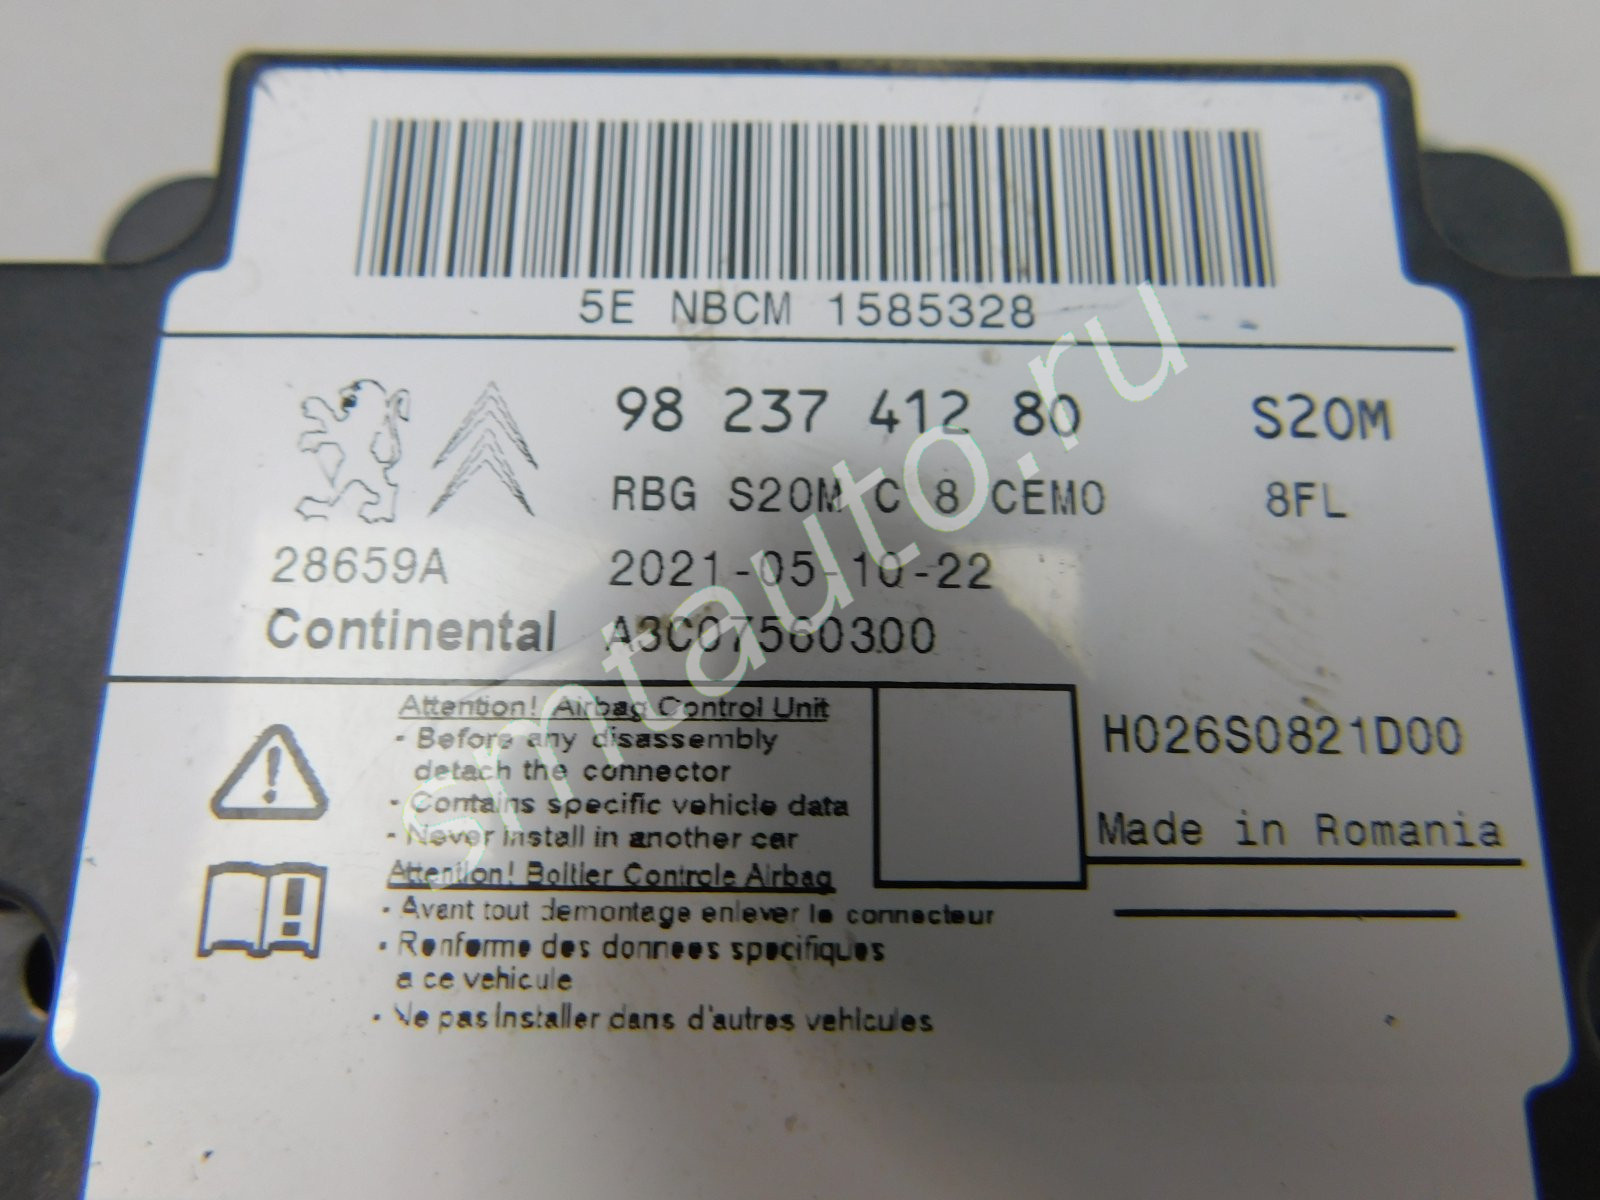 5E NBCM 1585328
98 237 412 80 S20M
RBG S20M C 8 CEM0 8FL
28659A 2021-05-10-22
Continental A3C07560300
Attention! Airbag Control Unit
- Before any disassembly
detach the connector
- Contains specific vehicle data
- Never install in another car
H026S0821D00
Made in Romania
Attention! Boitier Controle Airbag
- Avant tout demontage enlever le connecteur
- Renferme des donnees specifiques
a ce vehicule
- Ne pas installer dans d'autres vehicules
smtauto.ru